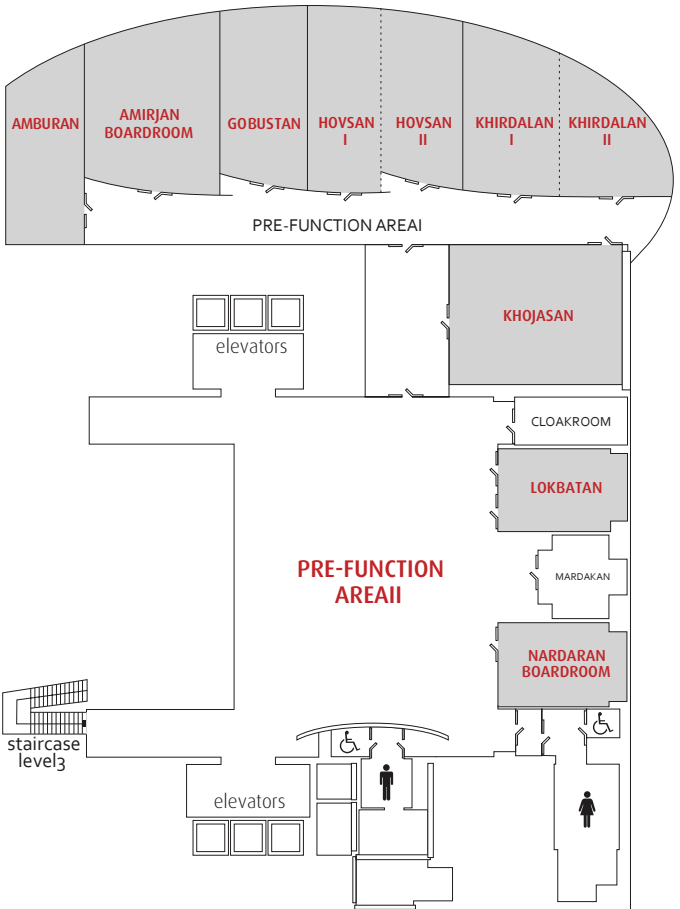 AMBURAN
AMIRJAN
BOARDROOM
GOBUSTAN
HOVSAN
I
HOVSAN
II
KHIRDALAN
I
KHIRDALAN
II
PRE-FUNCTION AREAI
KHOJASAN
elevators
CLOAKROOM
LOKBATAN
PRE-FUNCTION
AREAII
MARDAKAN
NARDARAN
BOARDROOM
staircase
level3
elevators